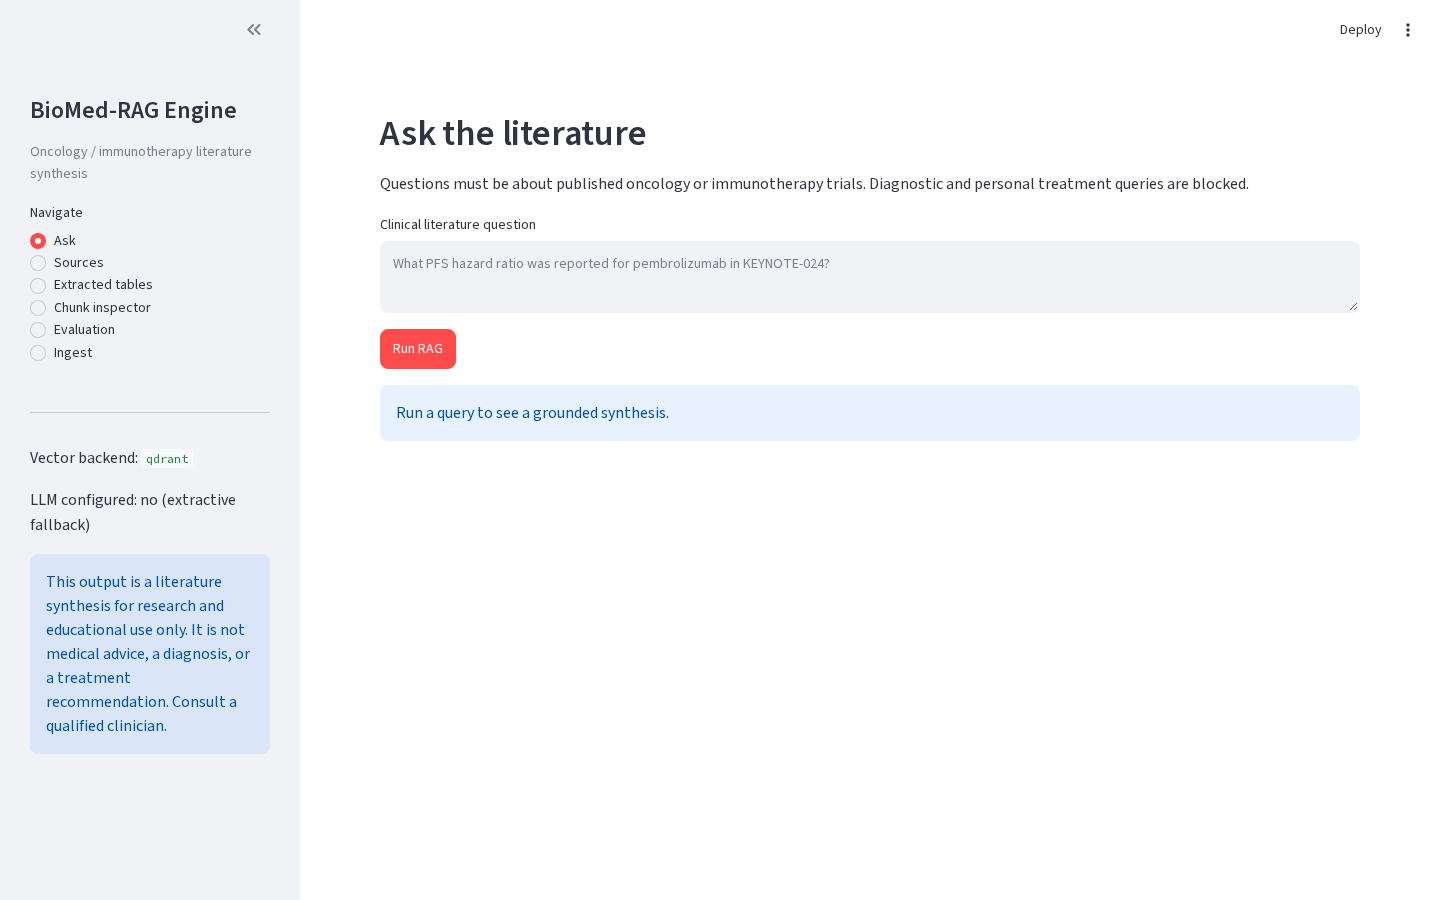 BioMed-RAG Engine
Oncology / immunotherapy literature
synthesis
Navigate
Ask
Sources
Extracted tables
Chunk inspector
Evaluation
Ingest
Vector backend: qdrant
LLM configured: no (extractive
fallback)
This output is a literature
synthesis for research and
educational use only. It is not
medical advice, a diagnosis, or
a treatment
recommendation. Consult a
qualified clinician.
Deploy
Ask the literature
Questions must be about published oncology or immunotherapy trials. Diagnostic and personal treatment queries are blocked.
Clinical literature question
What PFS hazard ratio was reported for pembrolizumab in KEYNOTE-024?
Run RAG
Run a query to see a grounded synthesis.